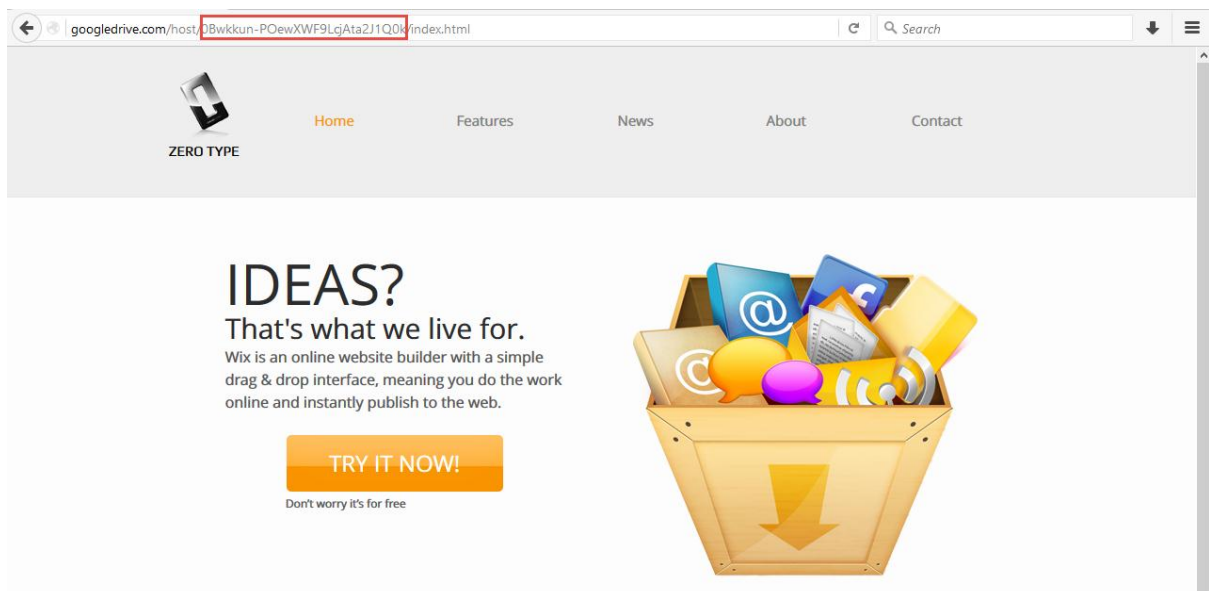 googledrive.com/host/0Bwkkun-POewXWF9LcjAta2J1Q0k/index.html
Search
ZERO TYPE
Home
Features
News
About
Contact
IDEAS?
That's what we live for.
Wix is an online website builder with a simple
drag & drop interface, meaning you do the work
online and instantly publish to the web.
TRY IT NOW!
Don't worry it's for free